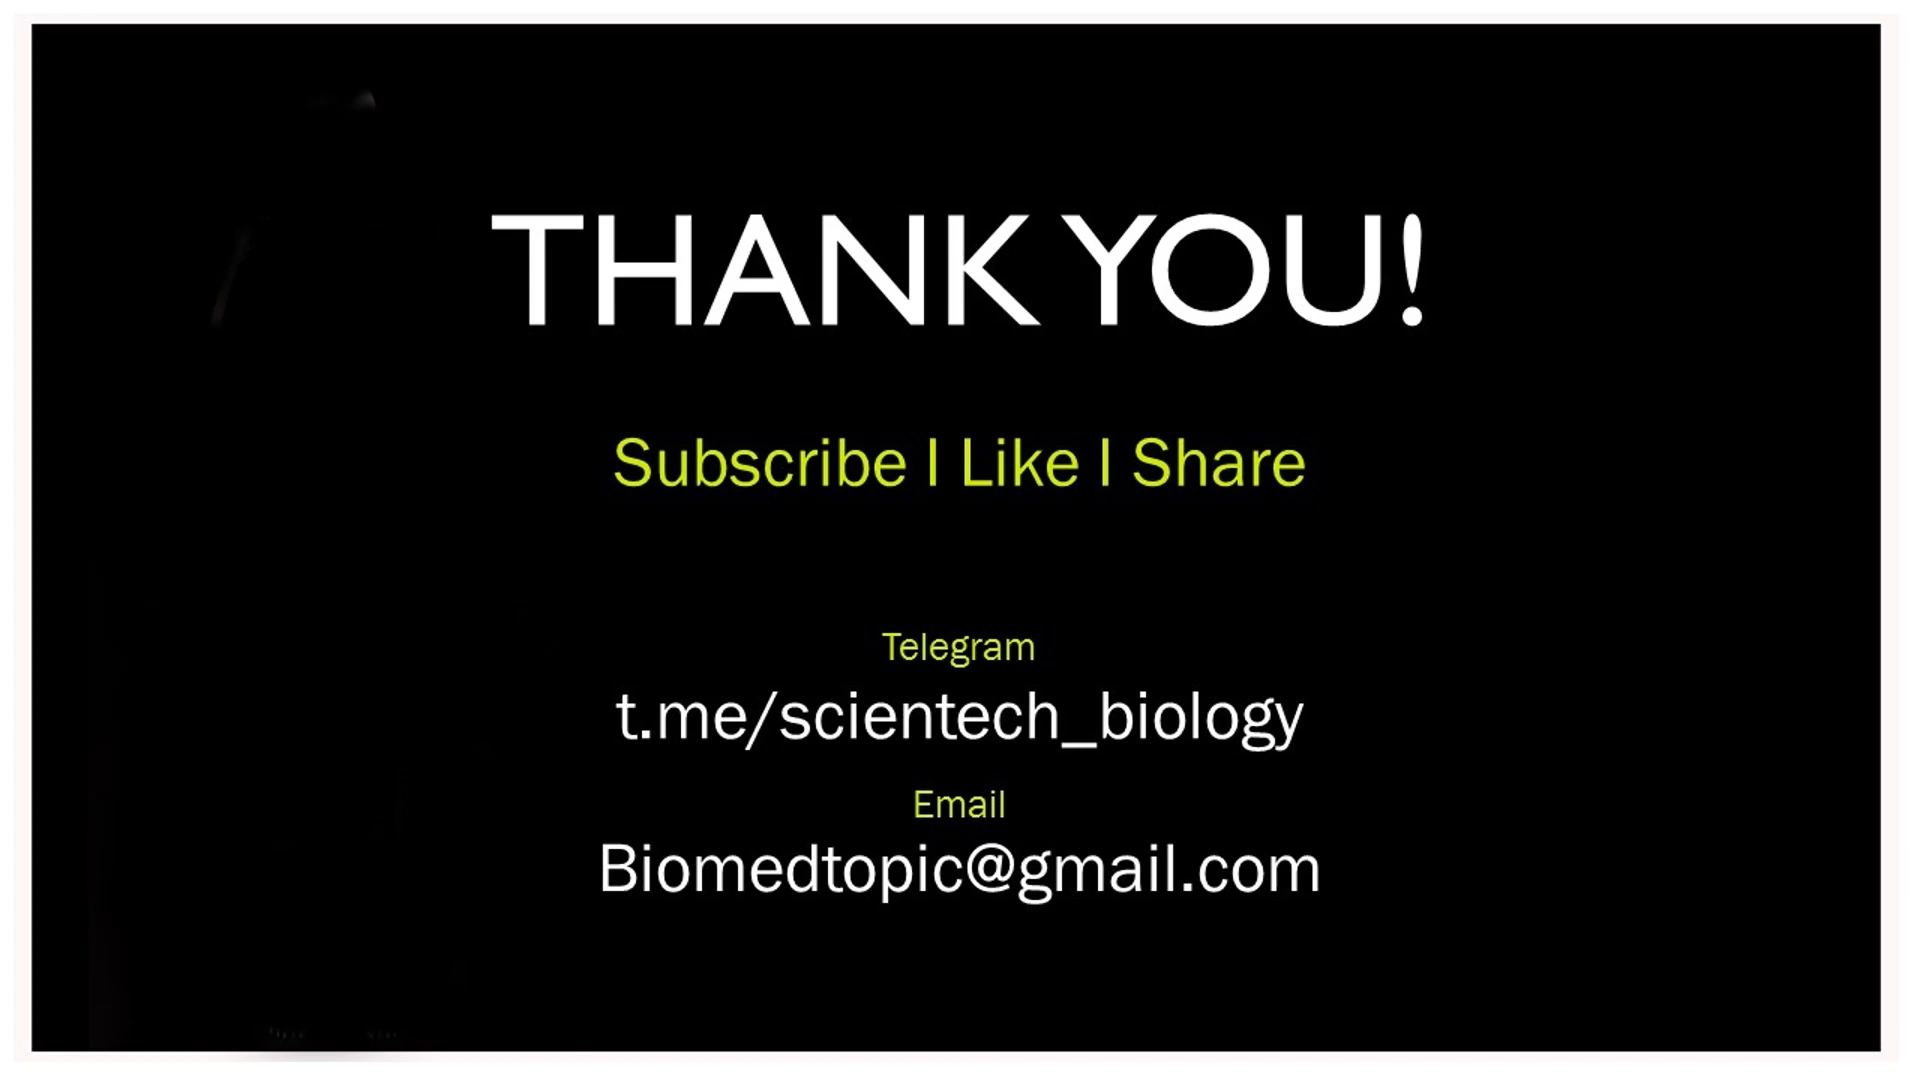 THANK YOU!
Subscribe I Like I Share
Telegram
t.me/scientech_biology
Email
Biomedtopic@gmail.com